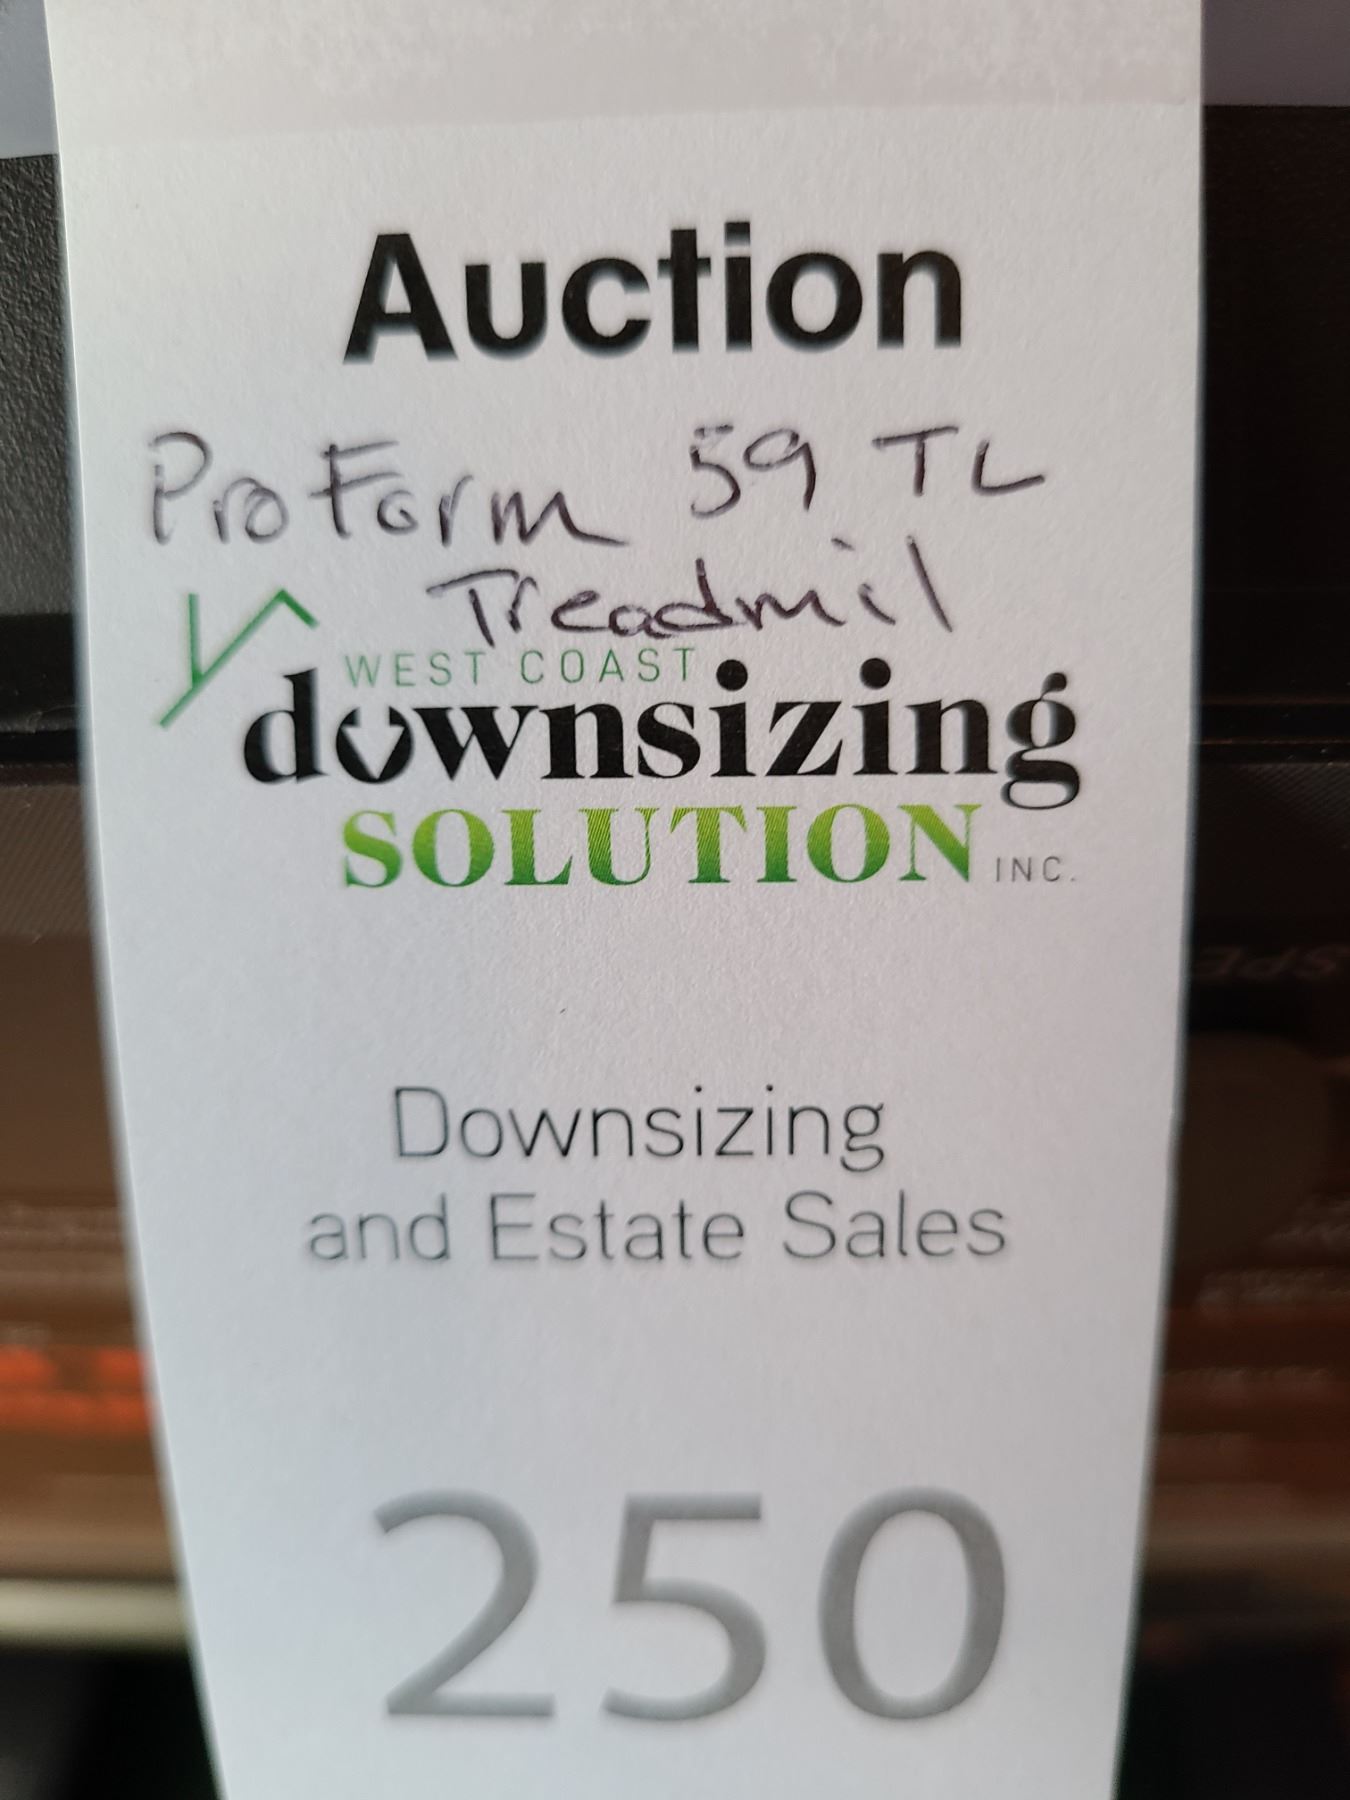 Auction
ProForm 59 TL
Treadmil
WEST COAST
downsizing
SOLUTION INC.
Downsizing
and Estate Sales
250